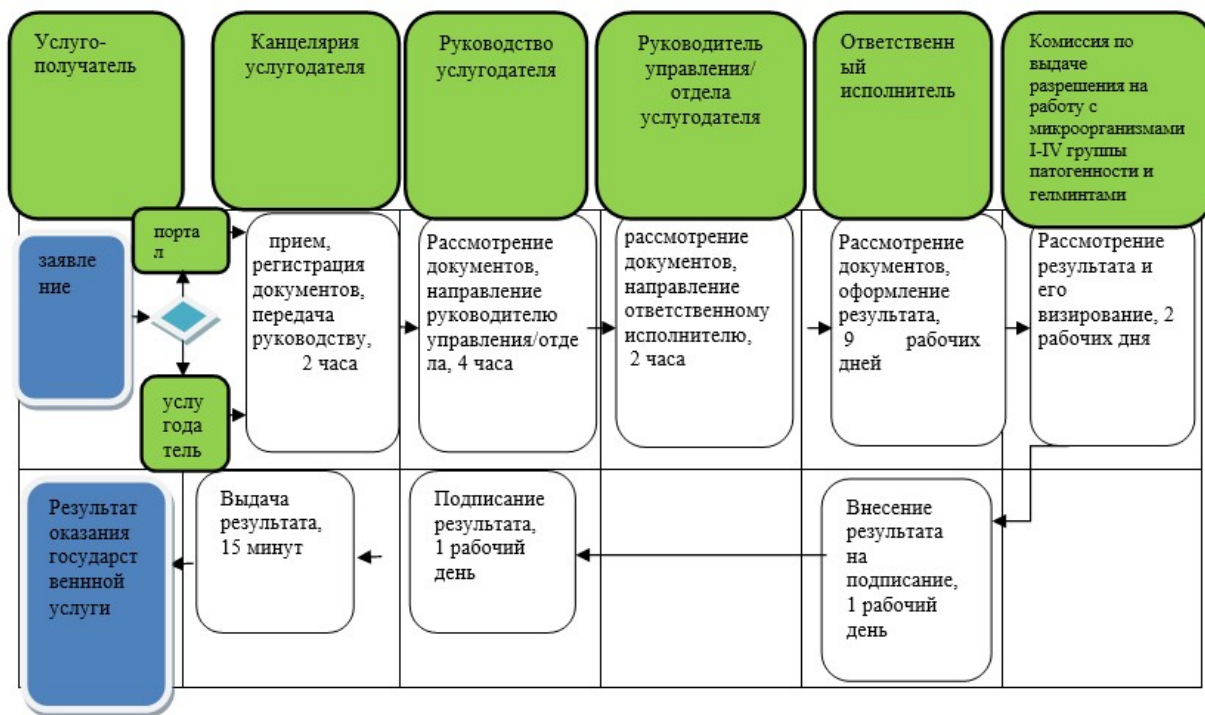 Услуго-
получатель
Канцелярия
услугодателя
Руководство
услугодателя
Руководитель
управления/
отдела
услугодателя
Ответственн
ый
исполнитель
Комиссия по
выдаче
разрешения на
работу с
микроорганизмами
I-IV группы
патогенности и
гелминтами
заявле
ние
порта
л
услу
года
тель
прием,
регистрация
документов,
передача
руководству,
2 часа
Рассмотрение
документов,
направление
руководителю
управления/отде
ла, 4 часа
рассмотрение
документов,
направление
ответственному
исполнителю,
2 часа
Рассмотрение
документов,
оформление
результата,
9 рабочих
дней
Рассмотрение
результата и
его
визирование, 2
рабочих дня
Результат
оказания
государст
веннной
услуги
Выдача
результата,
15 минут
Подписание
результата,
1 рабочий
день
Внесение
результата
на
подписание,
1 рабочий
день